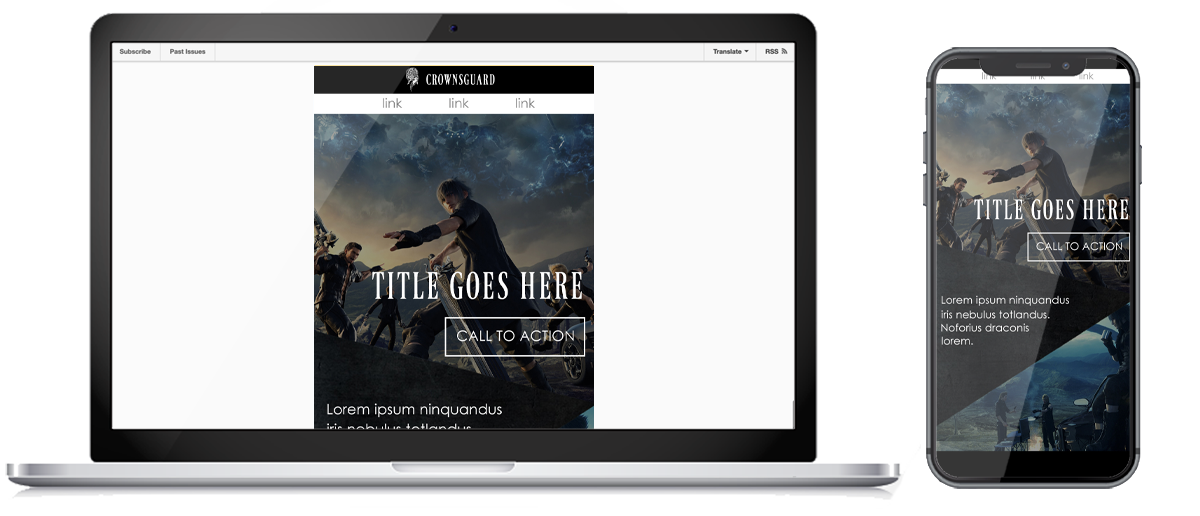 Subscribe
Past Issues
Translate
RSS
CROWNSGUARD
link link link
TITLE GOES HERE
CALL TO ACTION
Lorem ipsum ninquandus
iris nebulus totlandus
link link link
TITLE GOES HERE
CALL TO ACTION
Lorem ipsum ninquandus
iris nebulus totlandus.
Noforius draconis
lorem.